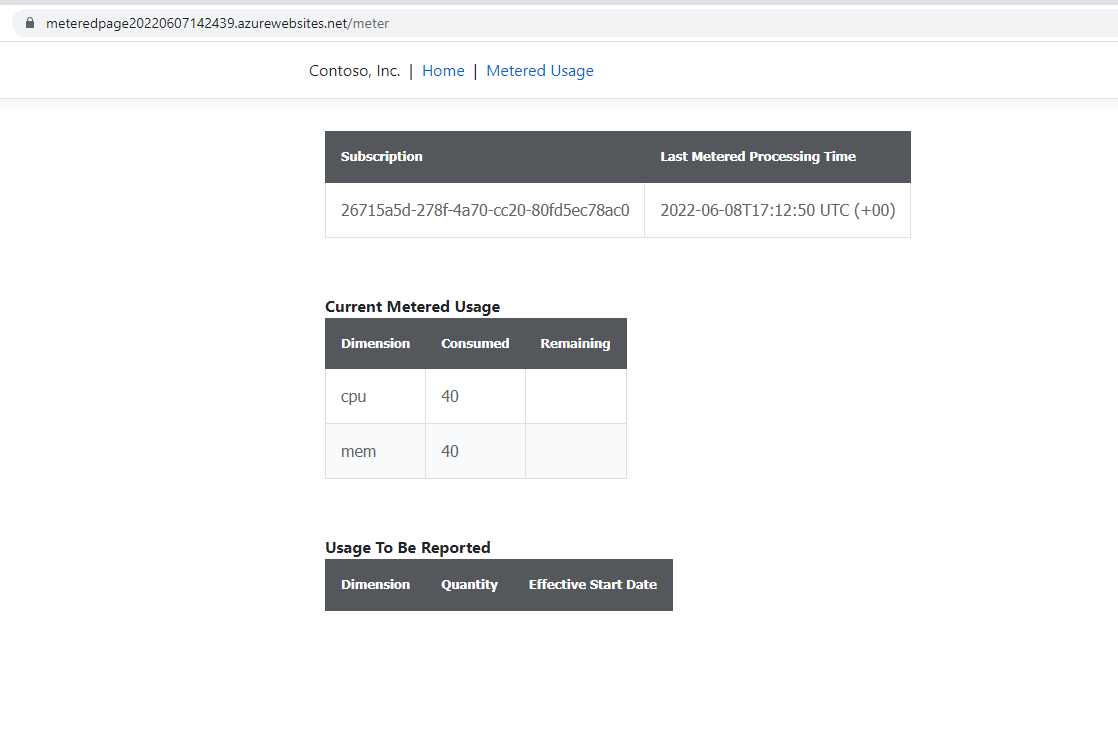 meteredpage20220607142439.azurewebsites.net/meter
Contoso, Inc. | Home | Metered Usage
Subscription Last Metered Processing Time
26715a5d-278f-4a70-cc20-80fd5ec78ac0 2022-06-08T17:12:50 UTC (+00)
Current Metered Usage
Dimension Consumed Remaining
cpu 40
mem 40
Usage To Be Reported
Dimension Quantity Effective Start Date